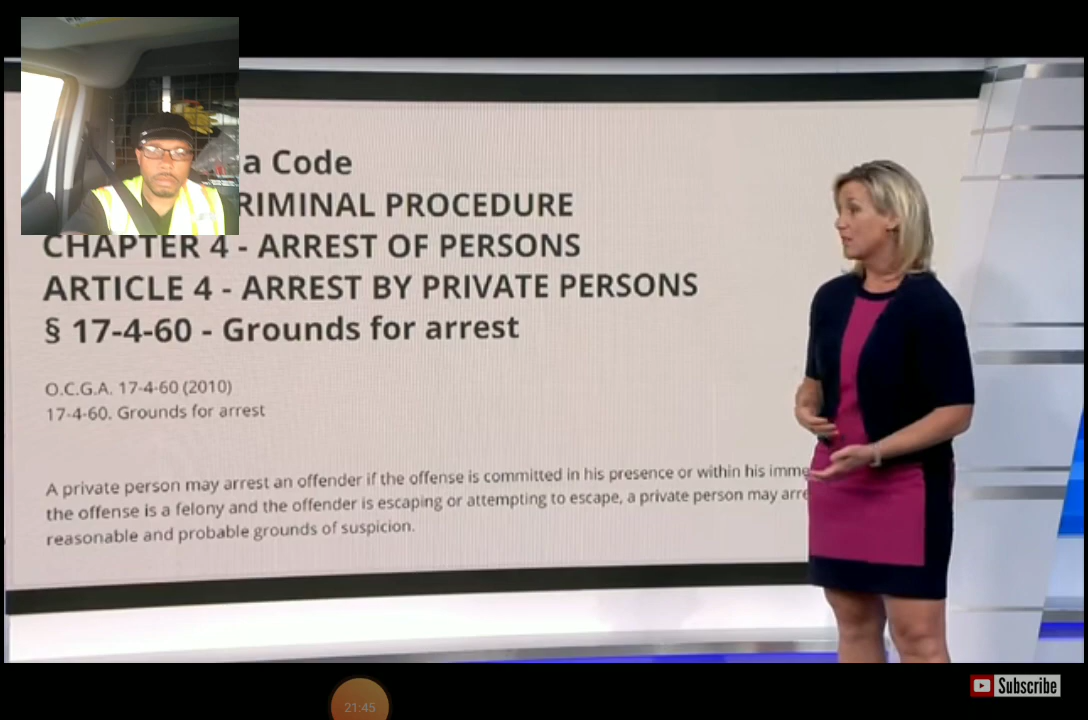 a Code
RIMINAL PROCEDURE
CHAPTER 4 - ARREST OF PERSONS
ARTICLE 4 - ARREST BY PRIVATE PERSONS
§ 17-4-60 - Grounds for arrest
O.C.G.A. 17-4-60 (2010)
17-4-60. Grounds for arrest
A private person may arrest an offender if the offense is committed in his presence or within his imme
the offense is a felony and the offender is escaping or attempting to escape, a private person may arre
reasonable and probable grounds of suspicion.
Subscribe
21:45